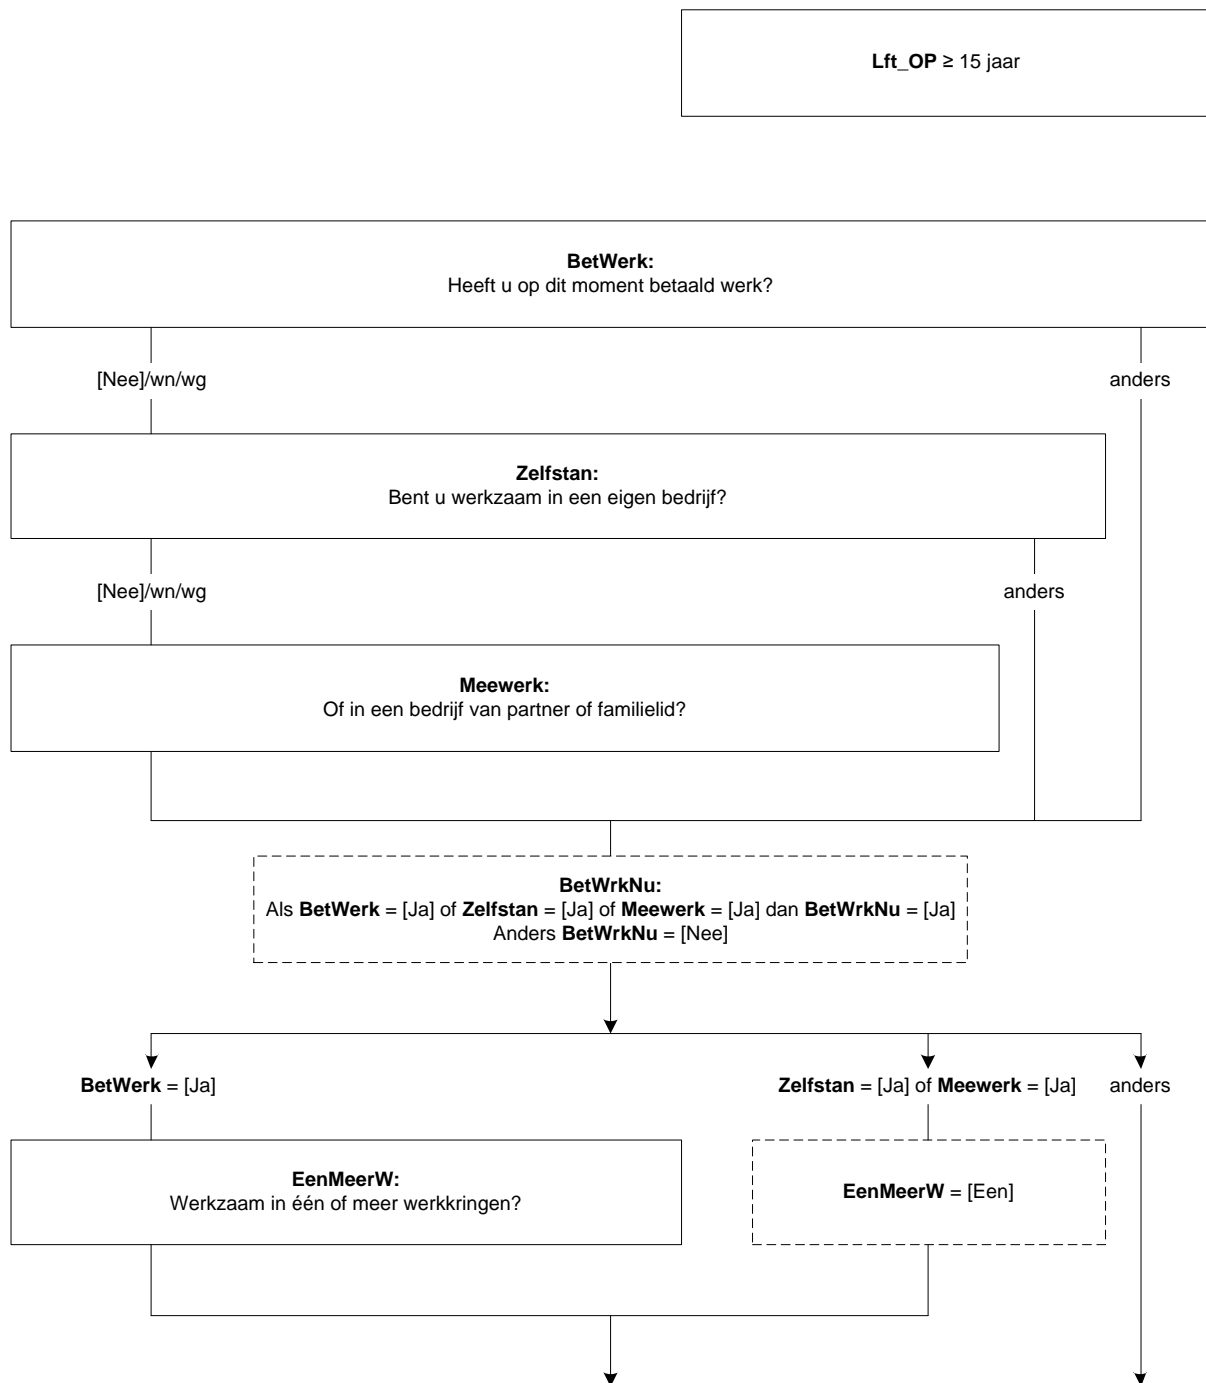 Lft_OP ≥ 15 jaar
BetWerk:
Heeft u op dit moment betaald werk?
[Nee]/wn/wg
anders
Zelfstan:
Bent u werkzaam in een eigen bedrijf?
[Nee]/wn/wg
anders
Meewerk:
Of in een bedrijf van partner of familielid?
BetWrkNu:
Als BetWerk = [Ja] of Zelfstan = [Ja] of Meewerk = [Ja] dan BetWrkNu = [Ja]
Anders BetWrkNu = [Nee]
BetWerk = [Ja]
Zelfstan = [Ja] of Meewerk = [Ja]
anders
EenMeerW:
Werkzaam in één of meer werkkringen?
EenMeerW = [Een]